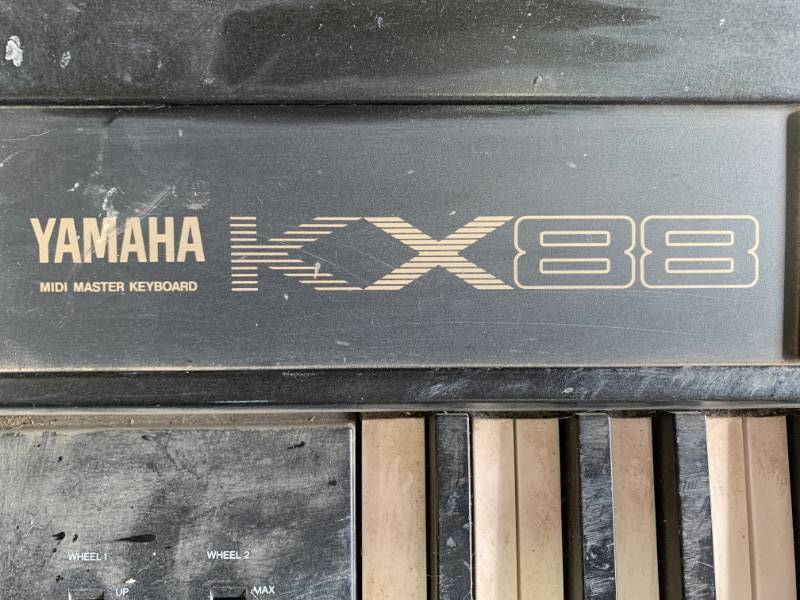 YAMAHA KX88
MIDI MASTER KEYBOARD
WHEEL 1 WHEEL 2
UP MAX